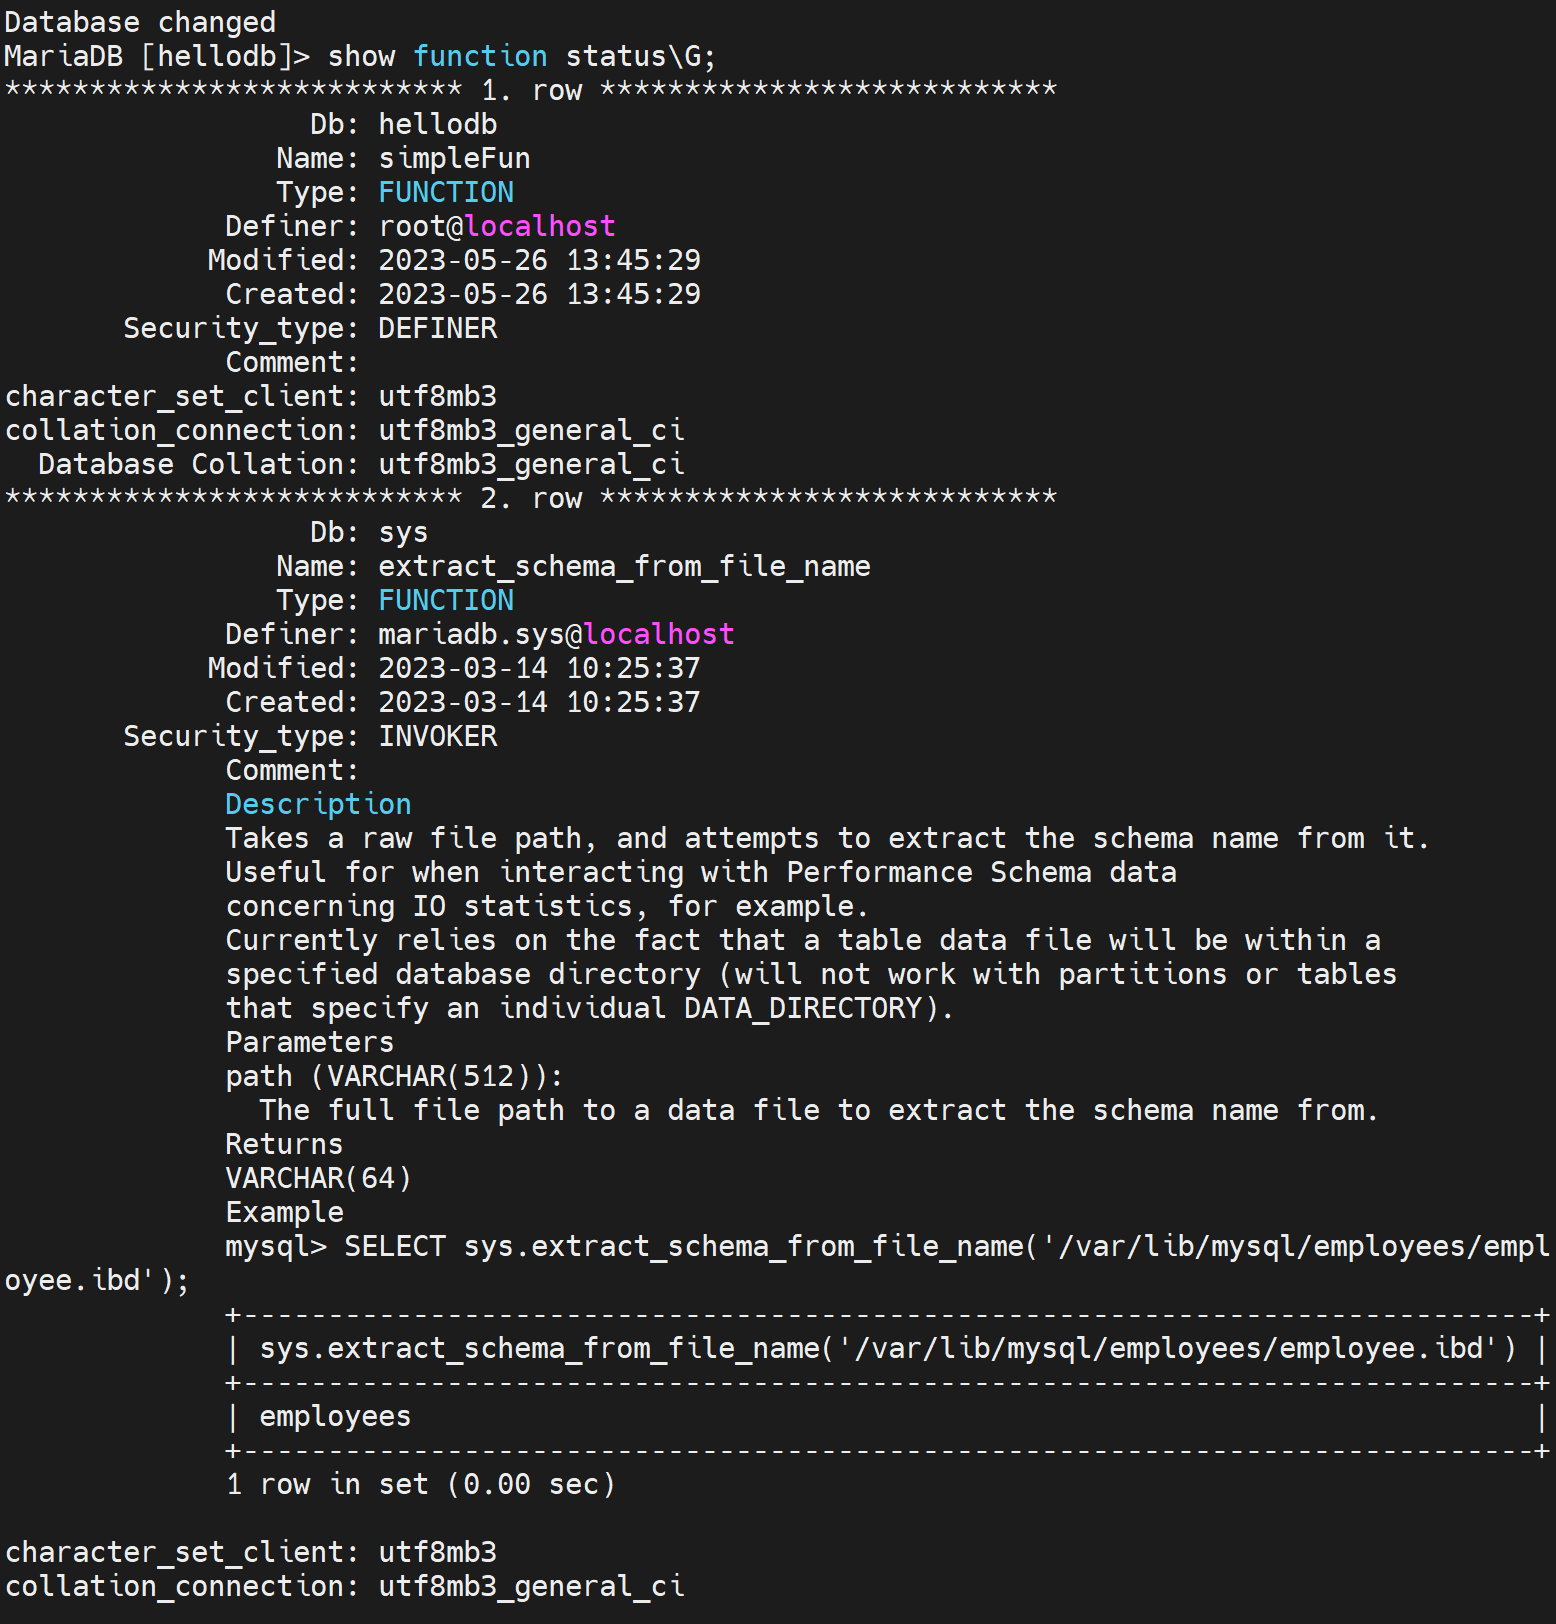 Database changed
MariaDB [hellodb]> show function status\G;
*************************** 1. row ***************************
Db: hellodb
Name: simpleFun
Type: FUNCTION
Definer: root@localhost
Modified: 2023-05-26 13:45:29
Created: 2023-05-26 13:45:29
Security_type: DEFINER
Comment:
character_set_client: utf8mb3
collation_connection: utf8mb3_general_ci
Database Collation: utf8mb3_general_ci
*************************** 2. row ***************************
Db: sys
Name: extract_schema_from_file_name
Type: FUNCTION
Definer: mariadb.sys@localhost
Modified: 2023-03-14 10:25:37
Created: 2023-03-14 10:25:37
Security_type: INVOKER
Comment:
Description
Takes a raw file path, and attempts to extract the schema name from it.
Useful for when interacting with Performance Schema data
concerning IO statistics, for example.
Currently relies on the fact that a table data file will be within a
specified database directory (will not work with partitions or tables
that specify an individual DATA_DIRECTORY).
Parameters
path (VARCHAR(512)):
The full file path to a data file to extract the schema name from.
Returns
VARCHAR(64)
Example
mysql> SELECT sys.extract_schema_from_file_name('/var/lib/mysql/employees/empl
oyee.ibd');
+----------------------------------------------------------------------------+
| sys.extract_schema_from_file_name('/var/lib/mysql/employees/employee.ibd') |
+----------------------------------------------------------------------------+
| employees                                                                  |
+----------------------------------------------------------------------------+
1 row in set (0.00 sec)
character_set_client: utf8mb3
collation_connection: utf8mb3_general_ci